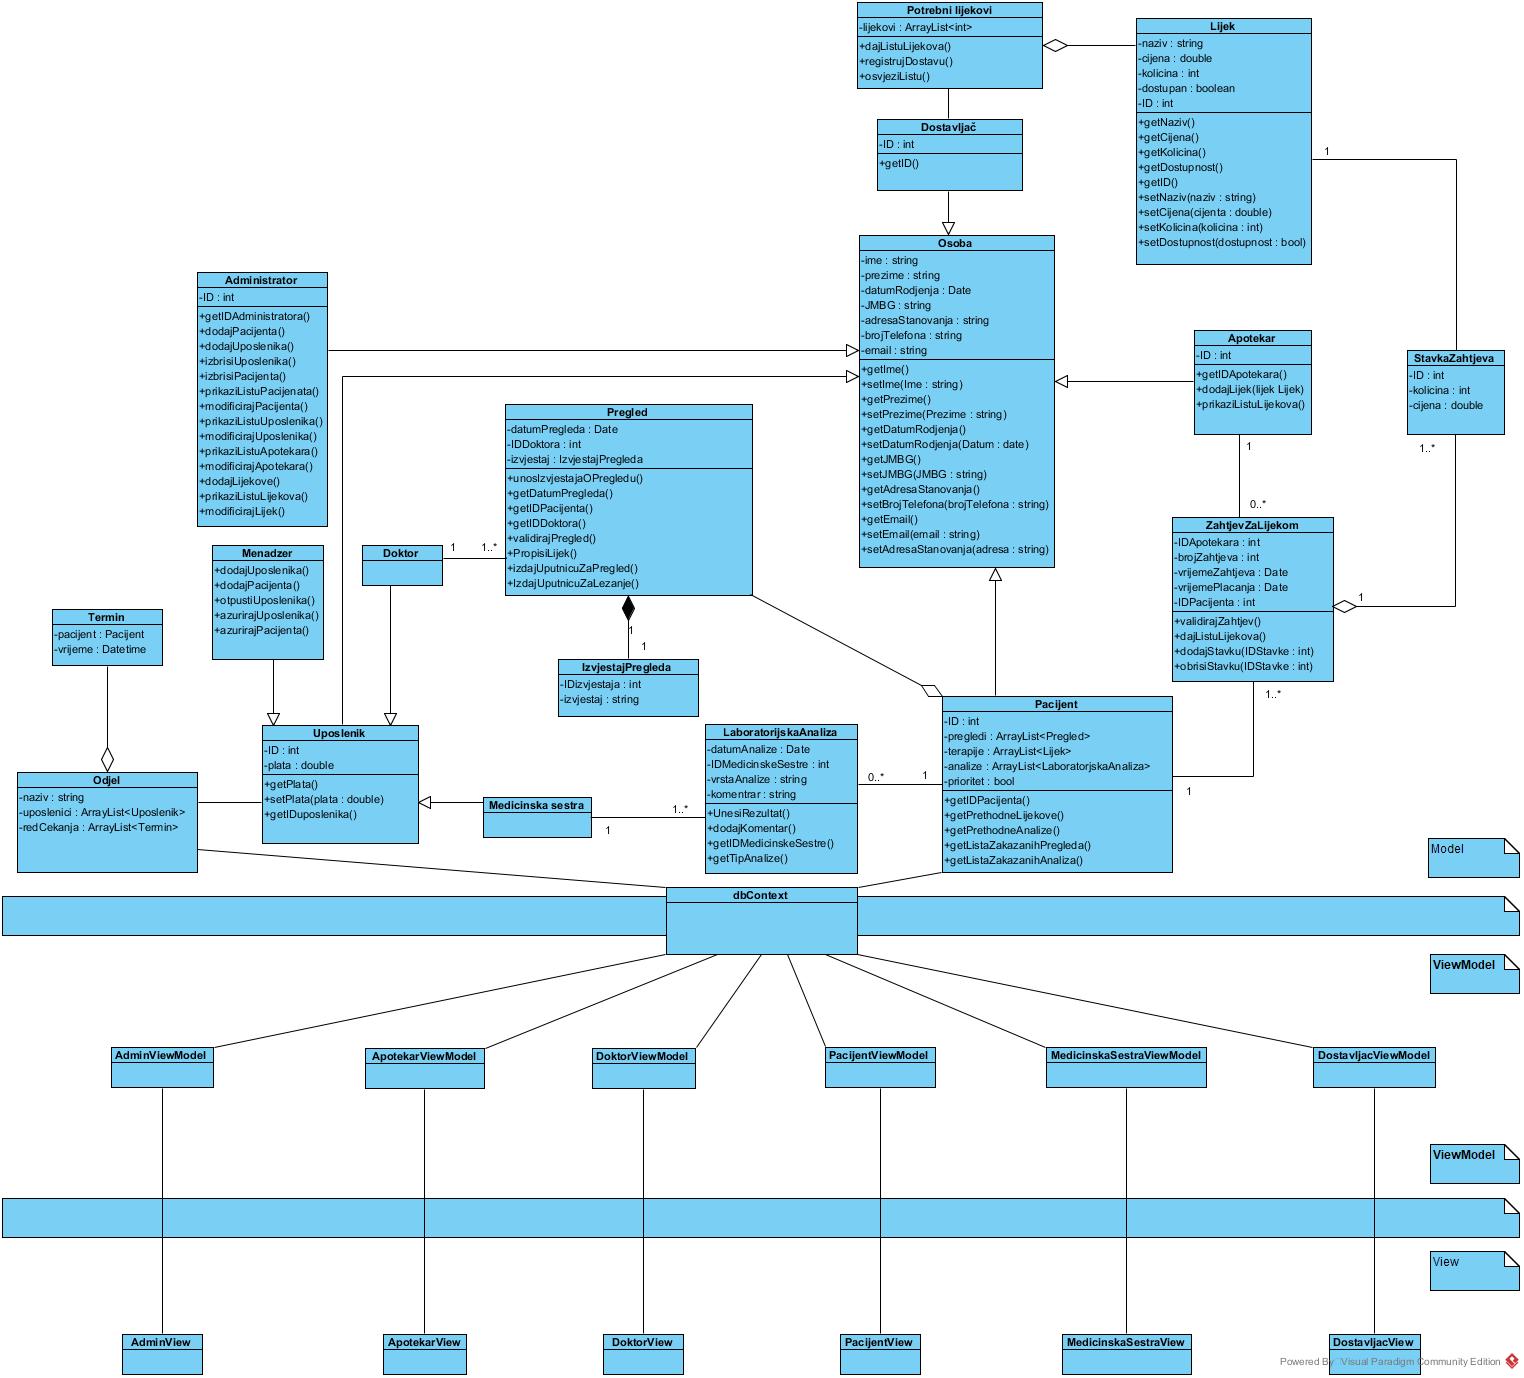 Potrebni lijekovi
-lijekovi : ArrayList<int>
+dajListuLijekova()
+registrujDostavu()
+osvjeziListu()
Lijek
-naziv : string
-cijena : double
-kolicina : int
-dostupan : boolean
-ID : int
+getNaziv()
+getCijena()
+getKolicina()
+getDostupnost()
+getID()
+setNaziv(naziv : string)
+setCijena(cijenta : double)
+setKolicina(kolicina : int)
+setDostupnost(dostupnost : bool)
1
Dostavljač
-ID : int
+getID()
Osoba
-ime : string
-prezime : string
-datumRodjenja : Date
-JMBG : string
-adresaStanovanja : string
-brojTelefona : string
-email : string
+getIme()
+setIme(Ime : string)
+getPrezime()
+setPrezime(Prezime : string)
+getDatumRodjenja()
+setDatumRodjenja(Datum : date)
+getJMBG()
+setJMBG(JMBG : string)
+getAdresaStanovanja()
+setBrojTelefona(brojTelefona : string)
+getEmail()
+setEmail(email : string)
+setAdresaStanovanja(adresa : string)
Administrator
-ID : int
+getIDAdministratora()
+dodajPacijenta()
+dodajUposlenika()
+izbrisiUposlenika()
+izbrisiPacijenta()
+prikaziListuPacijenata()
+modificirajPacijenta()
+prikaziListuUposlenika()
+modificirajUposlenika()
+prikaziListuApotekara()
+modificirajApotekara()
+dodajLijekove()
+prikaziListuLijekova()
+modificirajLijek()
Apotekar
-ID : int
+getIDApotekara()
+dodajLijek(lijek Lijek)
+prikaziListuLijekova()
1
0..*
StavkaZahtjeva
-ID : int
-kolicina : int
-cijena : double
1..*
1
Pregled
-datumPregleda : Date
-IDDoktora : int
-izvjestaj : IzvjestajPregleda
+unosIzvjestajaOPregledu()
+getDatumPregleda()
+getIDPacijenta()
+getIDDoktora()
+validirajPregled()
+PropisiLijek()
+izdajUputnicuZaPregled()
+IzdajUputnicuZaLezanje()
Doktor
1
1..*
Menadzer
+dodajUposlenika()
+dodajPacijenta()
+otpustiUposlenika()
+azurirajUposlenika()
+azurirajPacijenta()
ZahtjevZaLijekom
-IDApotekara : int
-brojZahtjeva : int
-vrijemeZahtjeva : Date
-vrijemePlacanja : Date
-IDPacijenta : int
+validirajZahtjev()
+dajListuLijekova()
+dodajStavku(IDStavke : int)
+obrisiStavku(IDStavke : int)
1..*
1
Termin
-pacijent : Pacijent
-vrijeme : Datetime
1
1
IzvjestajPregleda
-IDizvjestaja : int
-izvjestaj : string
Pacijent
-ID : int
-pregledi : ArrayList<Pregled>
-terapije : ArrayList<Lijek>
-analize : ArrayList<LaboratorjskaAnaliza>
-prioritet : bool
+getIDPacijenta()
+getPrethodneLijekove()
+getPrethodneAnalize()
+getListaZakazanihPregleda()
+getListaZakazanihAnaliza()
Uposlenik
-ID : int
-plata : double
+getPlata()
+setPlata(plata : double)
+getIDuposlenika()
LaboratorijskaAnaliza
-datumAnalize : Date
-IDMedicinskeSestre : int
-vrstaAnalize : string
-komentrar : string
+UnesiRezultat()
+dodajKomentar()
+getIDMedicinskeSestre()
+getTipAnalize()
0..*
1
Odjel
-naziv : string
-uposlenici : ArrayList<Uposlenik>
-redCekanja : ArrayList<Termin>
Medicinska sestra
1
1..*
Model
dbContext
ViewModel
AdminViewModel
ApotekarViewModel
DoktorViewModel
PacijentViewModel
MedicinskaSestraViewModel
DostavljacViewModel
ViewModel
View
AdminView
ApotekarView
DoktorView
PacijentView
MedicinskaSestraView
DostavljacView
Powered By Visual Paradigm Community Edition